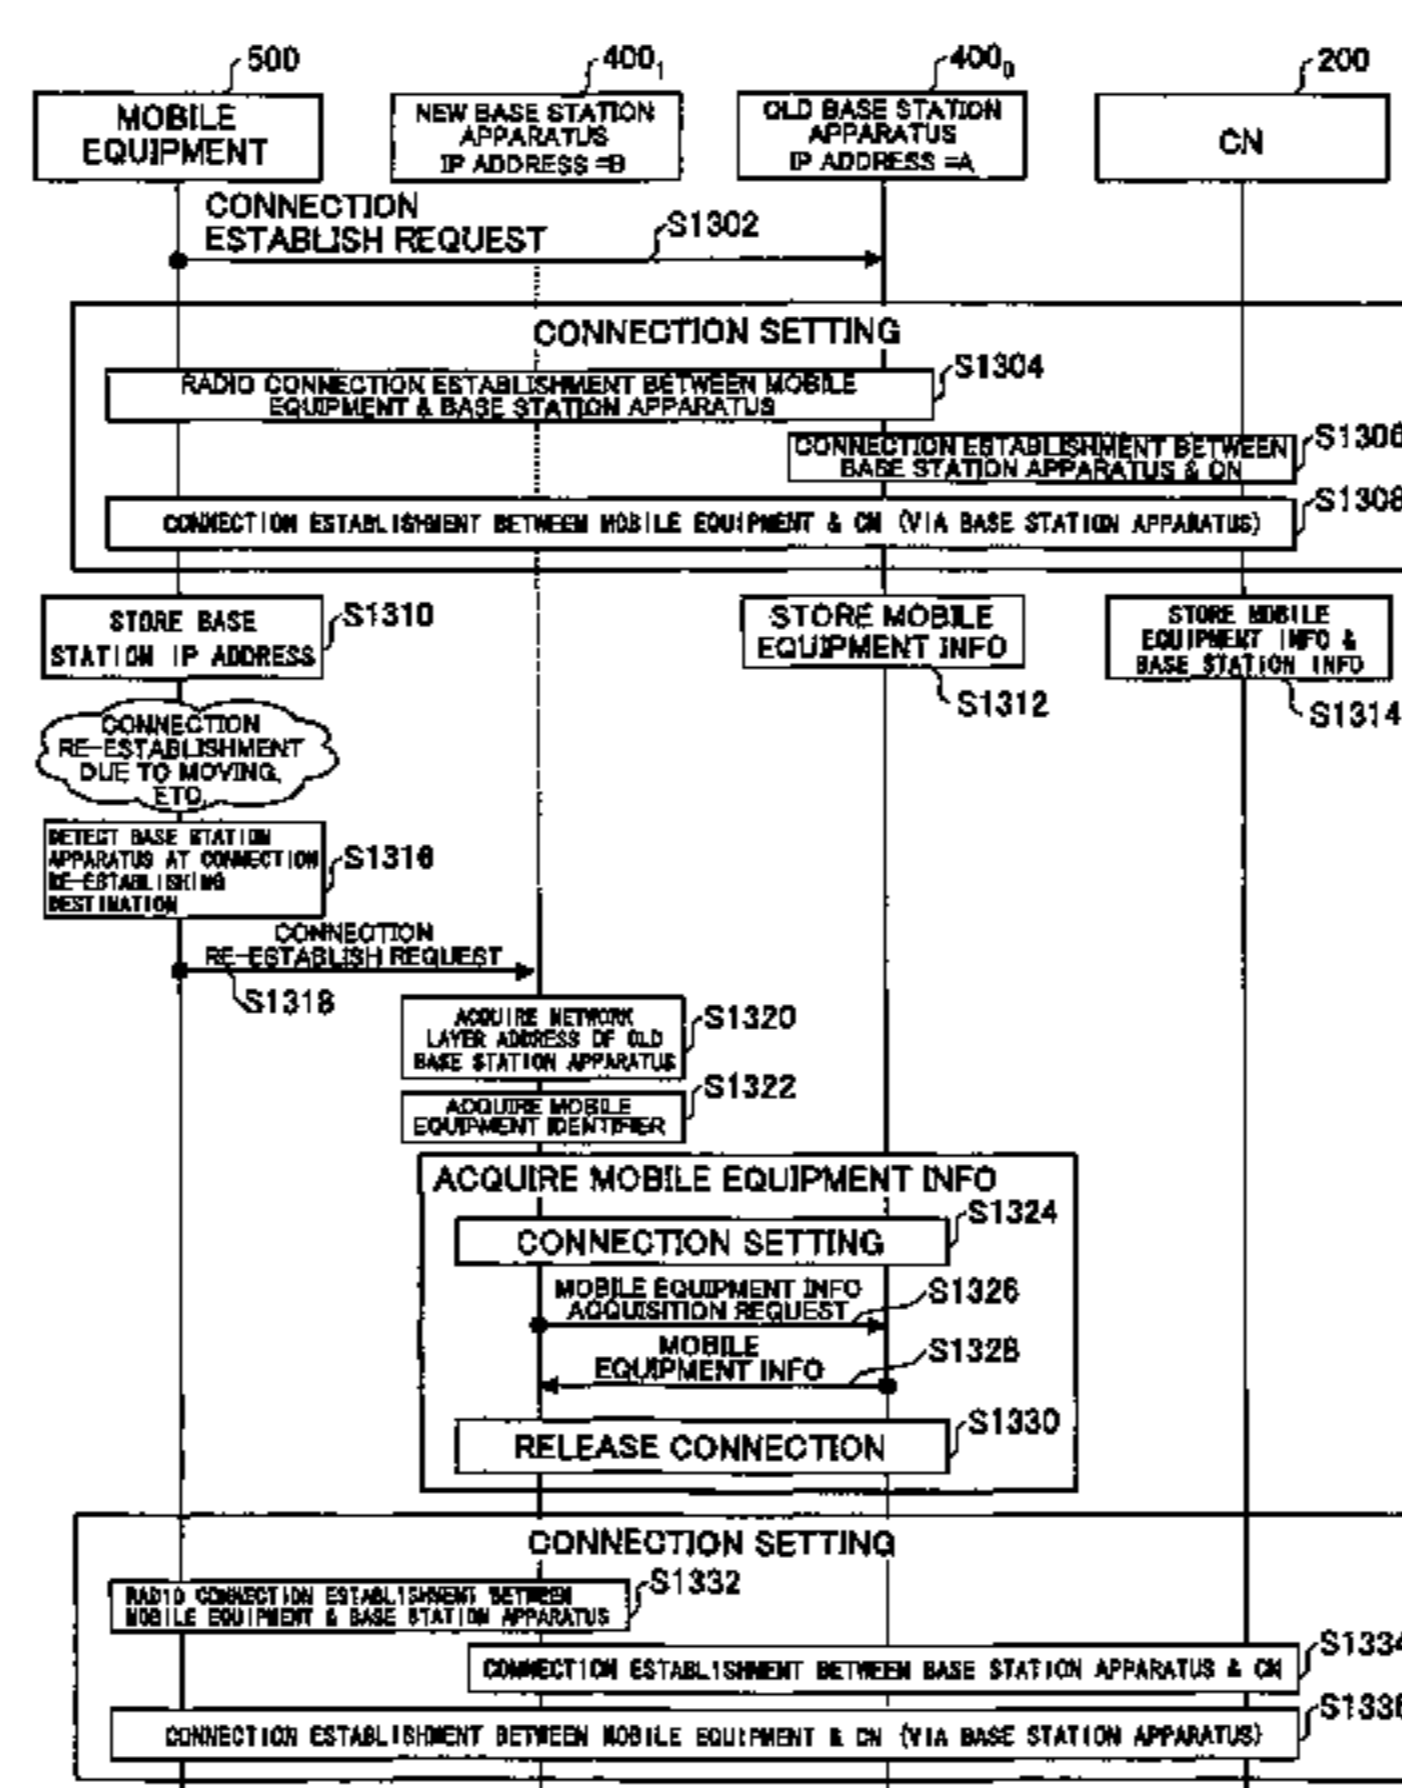 500
400₁
400₀
200
MOBILE
EQUIPMENT
NEW BASE STATION
APPARATUS
IP ADDRESS =B
OLD BASE STATION
APPARATUS
IP ADDRESS =A
CN
CONNECTION
ESTABLISH REQUEST
S1302
CONNECTION SETTING
S1304
RADIO CONNECTION ESTABLISHMENT BETWEEN MOBILE
EQUIPMENT & BASE STATION APPARATUS
S1306
CONNECTION ESTABLISHMENT BETWEEN
BASE STATION APPARATUS & CN
S1308
CONNECTION ESTABLISHMENT BETWEEN MOBILE EQUIPMENT & CN (VIA BASE STATION APPARATUS)
STORE BASE
STATION IP ADDRESS
S1310
STORE MOBILE
EQUIPMENT INFO
S1312
STORE MOBILE
EQUIPMENT INFO &
BASE STATION INFO
S1314
CONNECTION
RE-ESTABLISHMENT
DUE TO MOVING,
ETC.
DETECT BASE STATION
APPARATUS AT CONNECTION
RE-ESTABLISHING
DESTINATION
S1316
CONNECTION
RE-ESTABLISH REQUEST
S1318
ACQUIRE NETWORK
LAYER ADDRESS OF OLD
BASE STATION APPARATUS
S1320
ACQUIRE MOBILE
EQUIPMENT IDENTIFIER
S1322
ACQUIRE MOBILE EQUIPMENT INFO
S1324
CONNECTION SETTING
MOBILE EQUIPMENT INFO
ACQUISITION REQUEST
S1326
MOBILE
EQUIPMENT INFO
S1328
RELEASE CONNECTION
S1330
CONNECTION SETTING
RADIO CONNECTION ESTABLISHMENT BETWEEN
MOBILE EQUIPMENT & BASE STATION APPARATUS
S1332
CONNECTION ESTABLISHMENT BETWEEN BASE STATION APPARATUS & CN
S1334
CONNECTION ESTABLISHMENT BETWEEN MOBILE EQUIPMENT & CN (VIA BASE STATION APPARATUS)
S1336